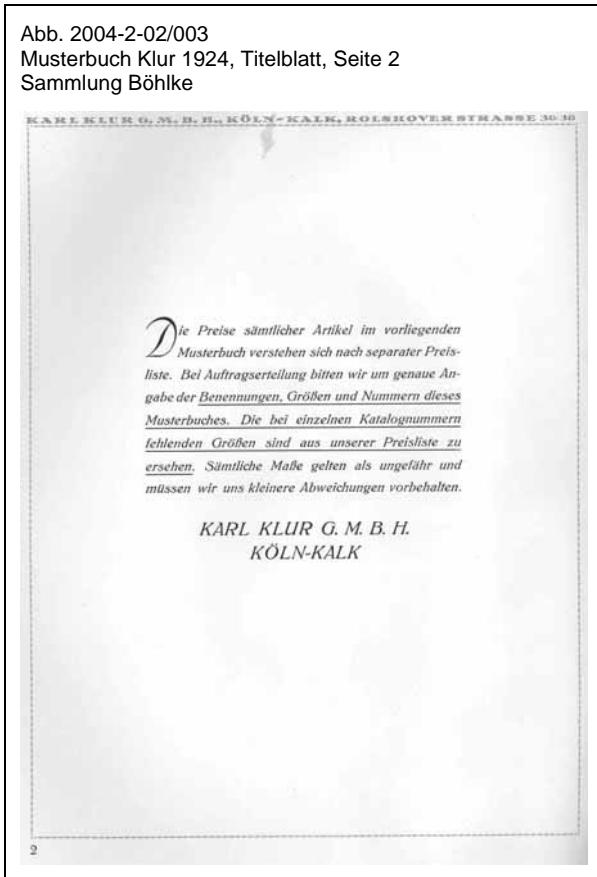 Abb. 2004-2-02/003
Musterbuch Klur 1924, Titelblatt, Seite 2
Sammlung Böhlke
KARL KLUR G. M. B. H., KÖLN-KALK, ROLSHOVER STRASSE
Die Preise sämtlicher Artikel im vorliegenden
Musterbuch verstehen sich nach separater Preis-
liste. Bei Auftragserteilung bitten wir um genaue An-
gabe der Benennungen, Größen und Nummern dieses
Musterbuches. Die bei einzelnen Katalognummern
fehlenden Größen sind aus unserer Preisliste zu
ersehen. Sämtliche Maße gelten als ungefähr und
müssen wir uns kleinere Abweichungen vorbehalten.
KARL KLUR G. M. B. H.
KÖLN-KALK
2